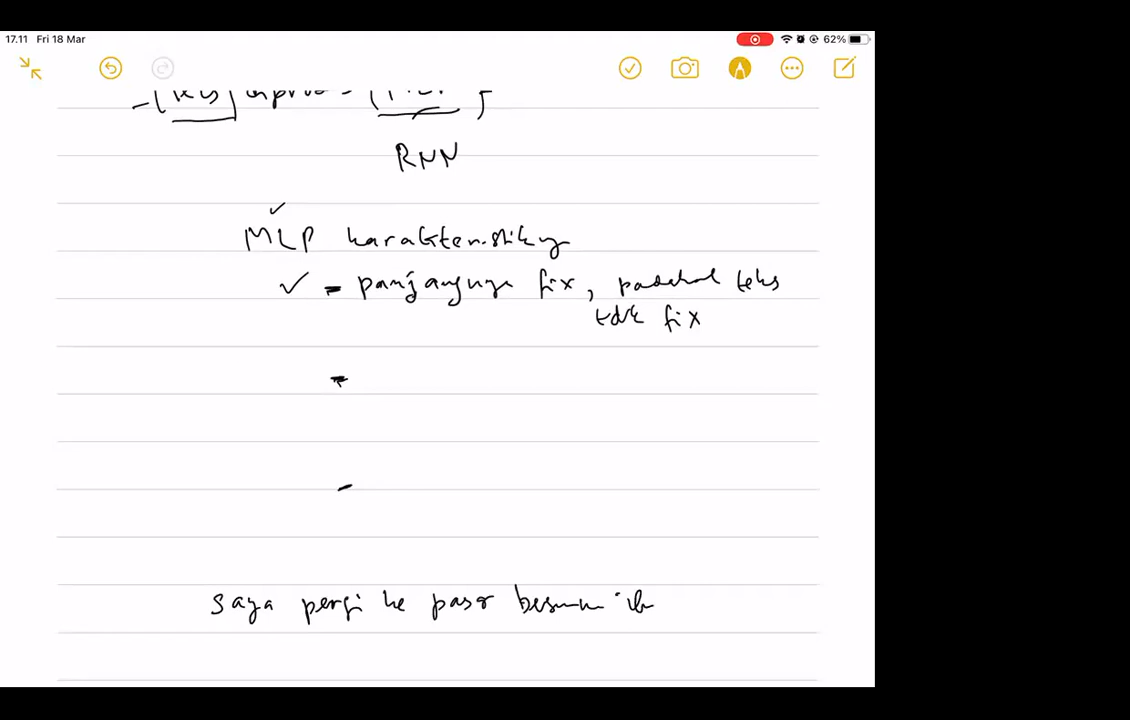 17.11 Fri 18 Mar 62%
RNN
MLP karakteristiknya
- panjangnya fix, padahal teks
tdk fix
-
-
saya pergi ke pasar bersama ib